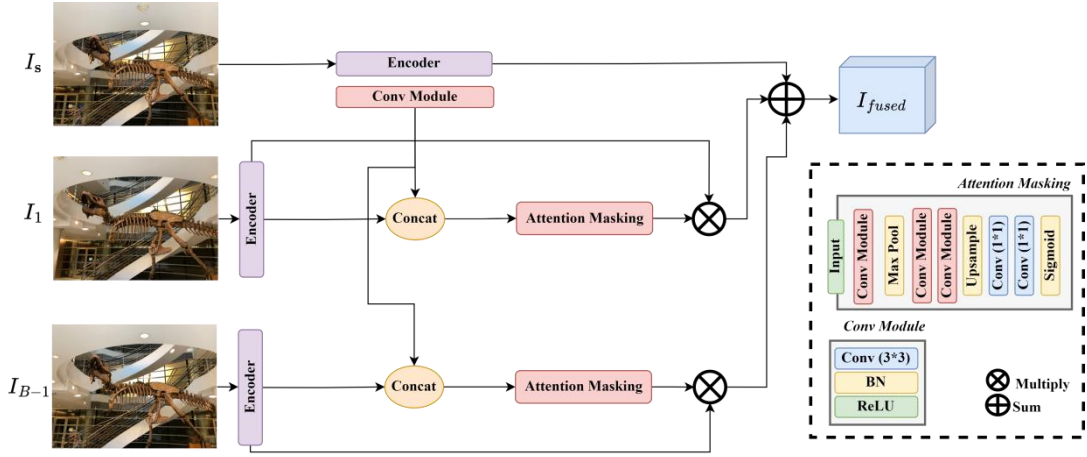 I_s
Encoder
Conv Module
I_{fused}
I_1
Encoder
Concat
Attention Masking
I_{B-1}
Encoder
Concat
Attention Masking
Attention Masking
Input
Conv Module
Max Pool
Conv Module
Conv Module
Upsample
Conv (1*1)
Conv (1*1)
Sigmoid
Conv Module
Conv (3*3)
BN
ReLU
Multiply
Sum